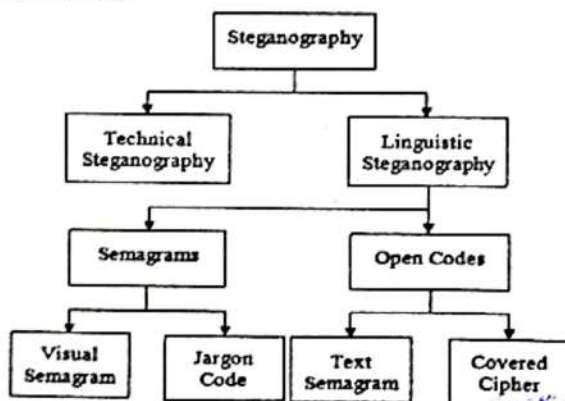 Steganography
Technical
Steganography
Linguistic
Steganography
Semagrams
Open Codes
Visual
Semagram
Jargon
Code
Text
Semagram
Covered
Cipher